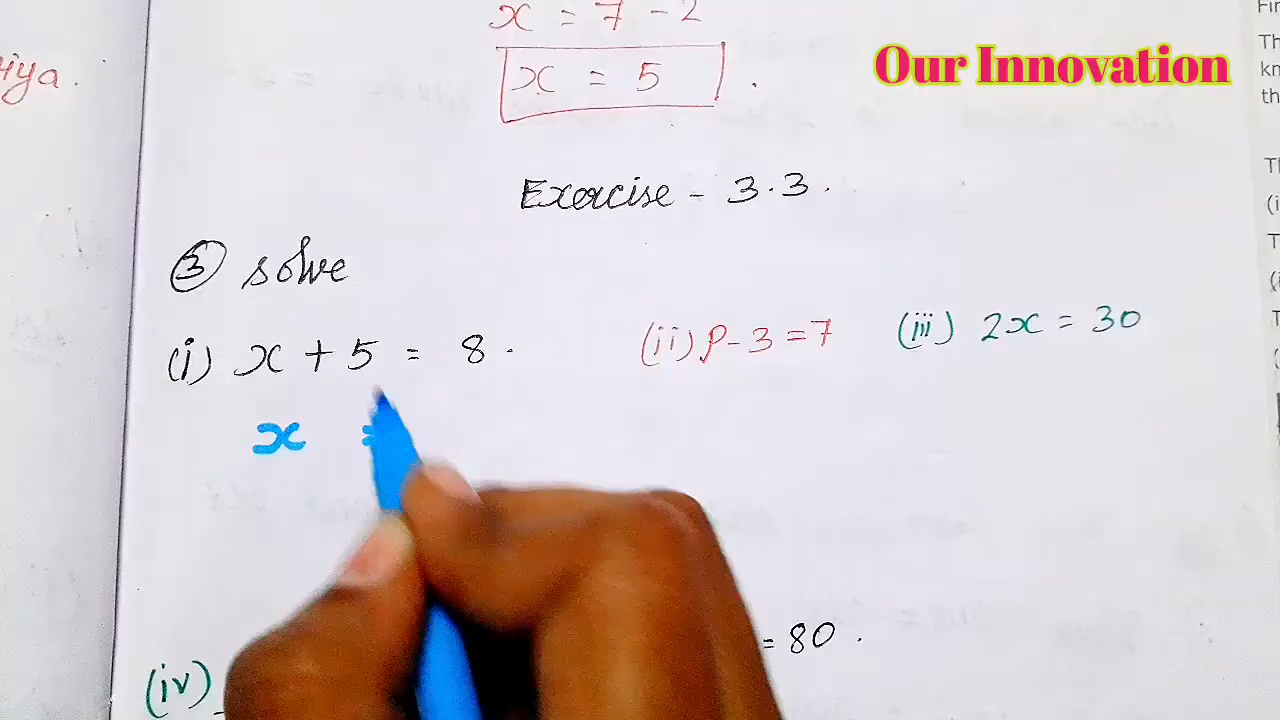 x = 7 - 2
Our Innovation
x = 5 .
Exercise - 3.3.
③ solve
(i) x + 5 = 8 .
(ii) p - 3 = 7
(iii) 2x = 30
x =
= 80 .
(iv)